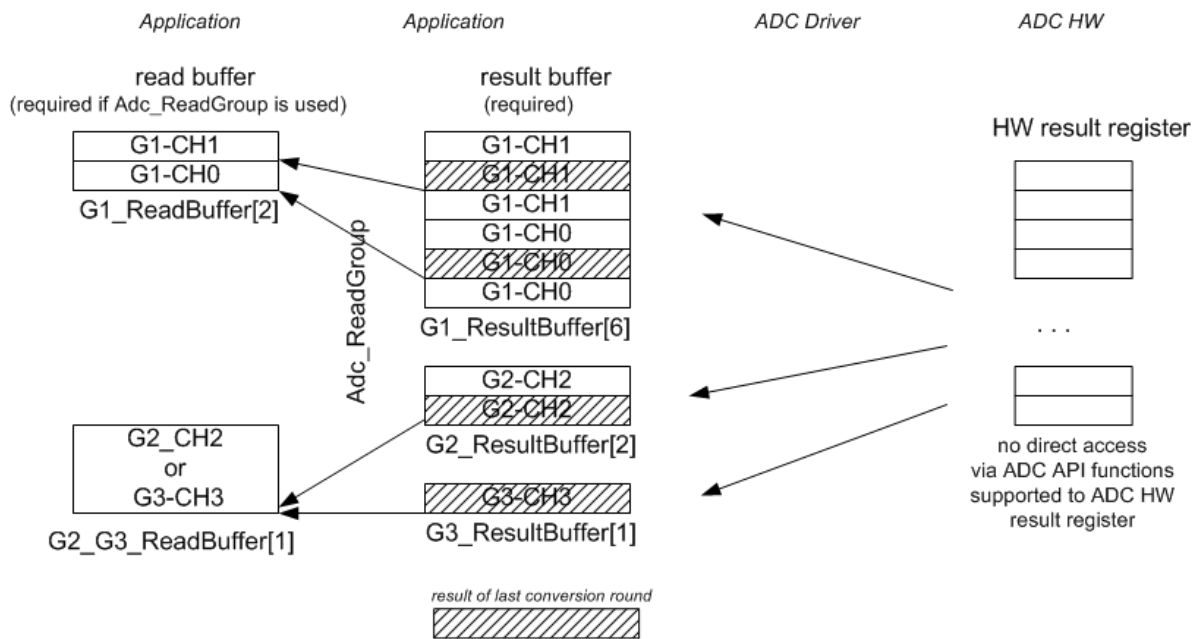 Application
Application
ADC Driver
ADC HW
read buffer
(required if Adc_ReadGroup is used)
G1-CH1
G1-CH0
G1_ReadBuffer[2]
Adc_ReadGroup
G2_CH2
or
G3-CH3
G2_G3_ReadBuffer[1]
result buffer
(required)
G1-CH1
G1-CH1
G1-CH1
G1-CH0
G1-CH0
G1-CH0
G1_ResultBuffer[6]
G2-CH2
G2-CH2
G2_ResultBuffer[2]
G3-CH3
G3_ResultBuffer[1]
result of last conversion round
HW result register
. . .
no direct access
via ADC API functions
supported to ADC HW
result register